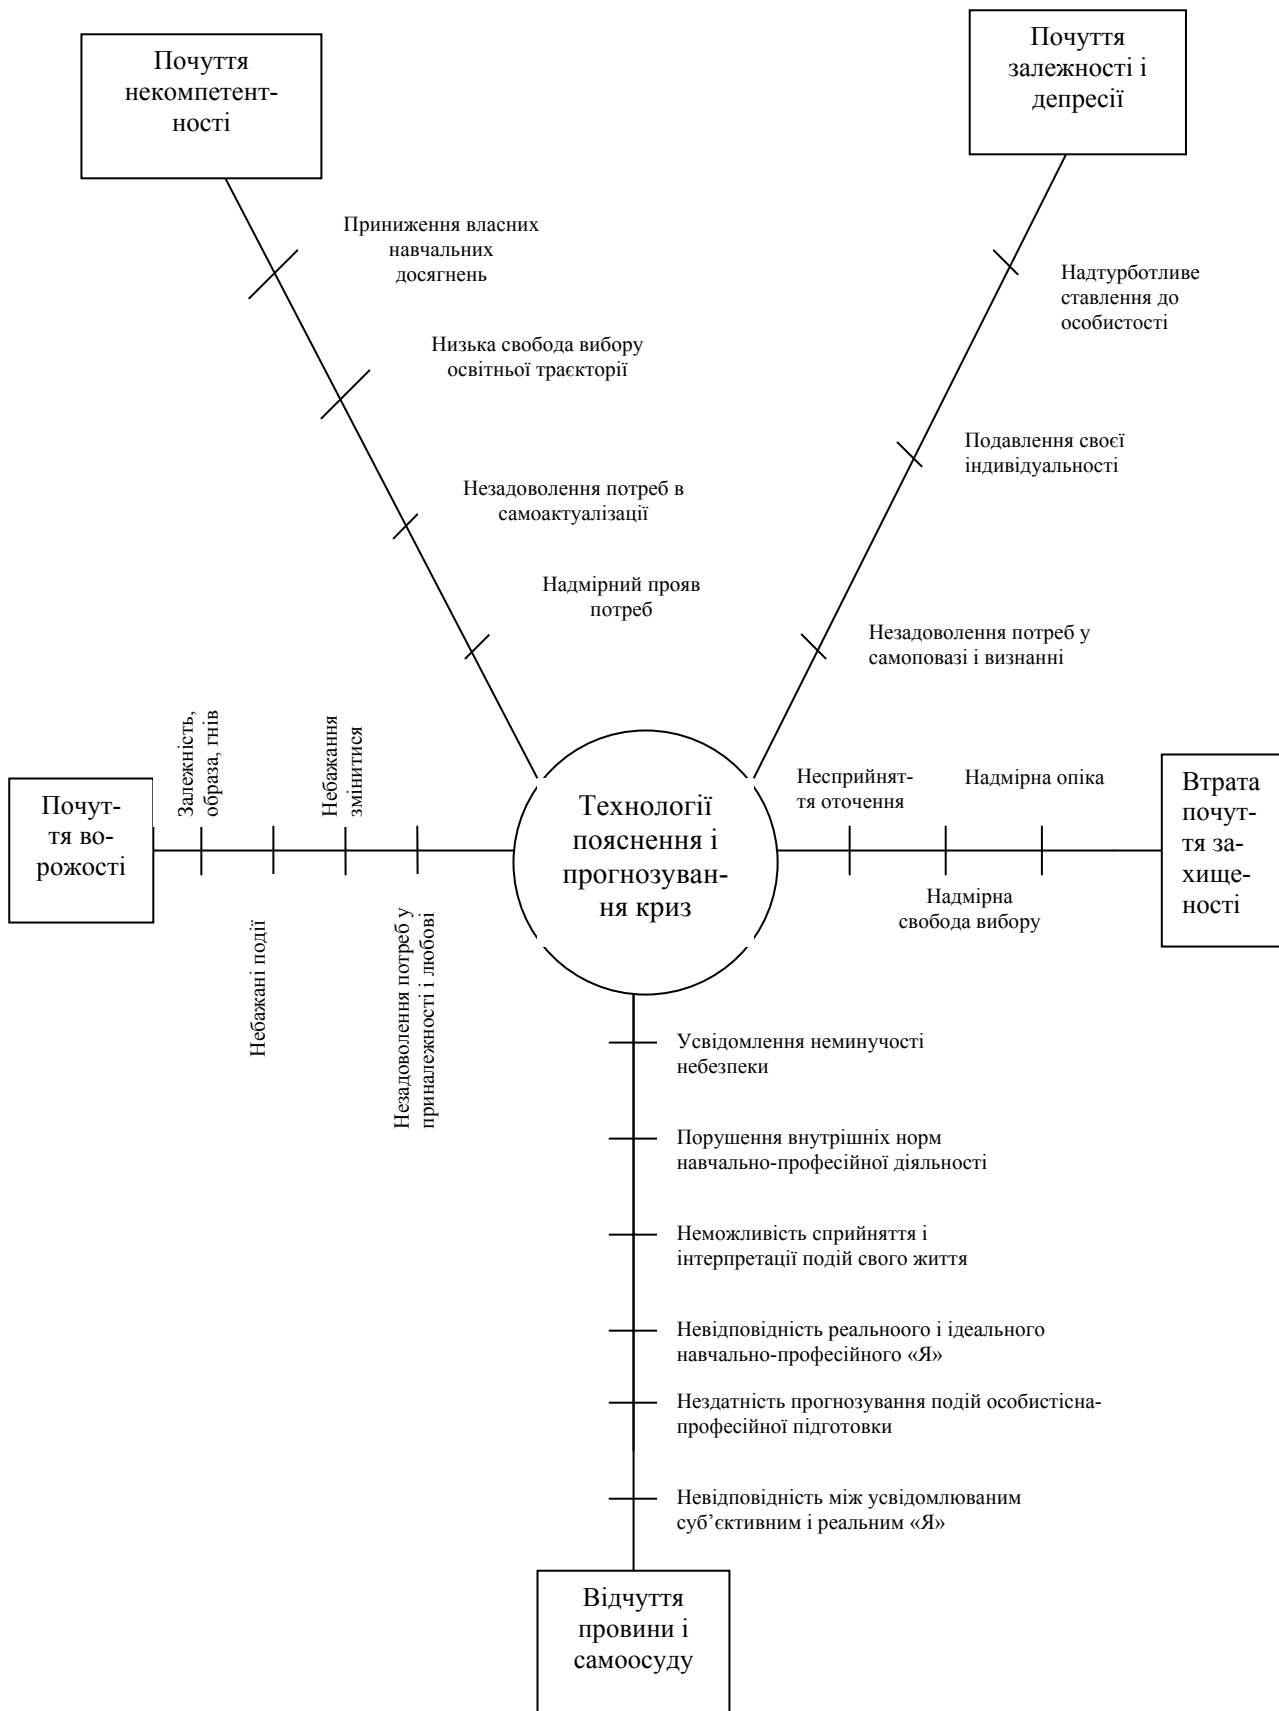 Почуття
некомпетент-
ності
Почуття
залежності і
депресії
Приниження власних
навчальних
досягнень
Низька свобода вибору
освітньої траєкторії
Незадоволення потреб в
самоактуалізації
Надмірний прояв
потреб
Надтурботливе
ставлення до
особистості
Подавлення своєї
індивідуальності
Незадоволення потреб у
самоповазі і визнанні
Почут-
тя во-
рожості
Залежність,
образа, гнів
Небажані події
Небажання
змінитися
Незадоволення потреб у
приналежності і любові
Технології
пояснення і
прогнозуван-
ня криз
Несприйнят-
тя оточення
Надмірна опіка
Надмірна
свобода вибору
Втрата
почут-
тя за-
хище-
ності
Усвідомлення неминучості
небезпеки
Порушення внутрішніх норм
навчально-професійної діяльності
Неможливість сприйняття і
інтерпретації подій свого життя
Невідповідність реальноого і ідеального
навчально-професійного «Я»
Нездатність прогнозування подій особистісна-
професійної підготовки
Невідповідність між усвідомлюваним
суб’єктивним і реальним «Я»
Відчуття
провини і
самоосуду